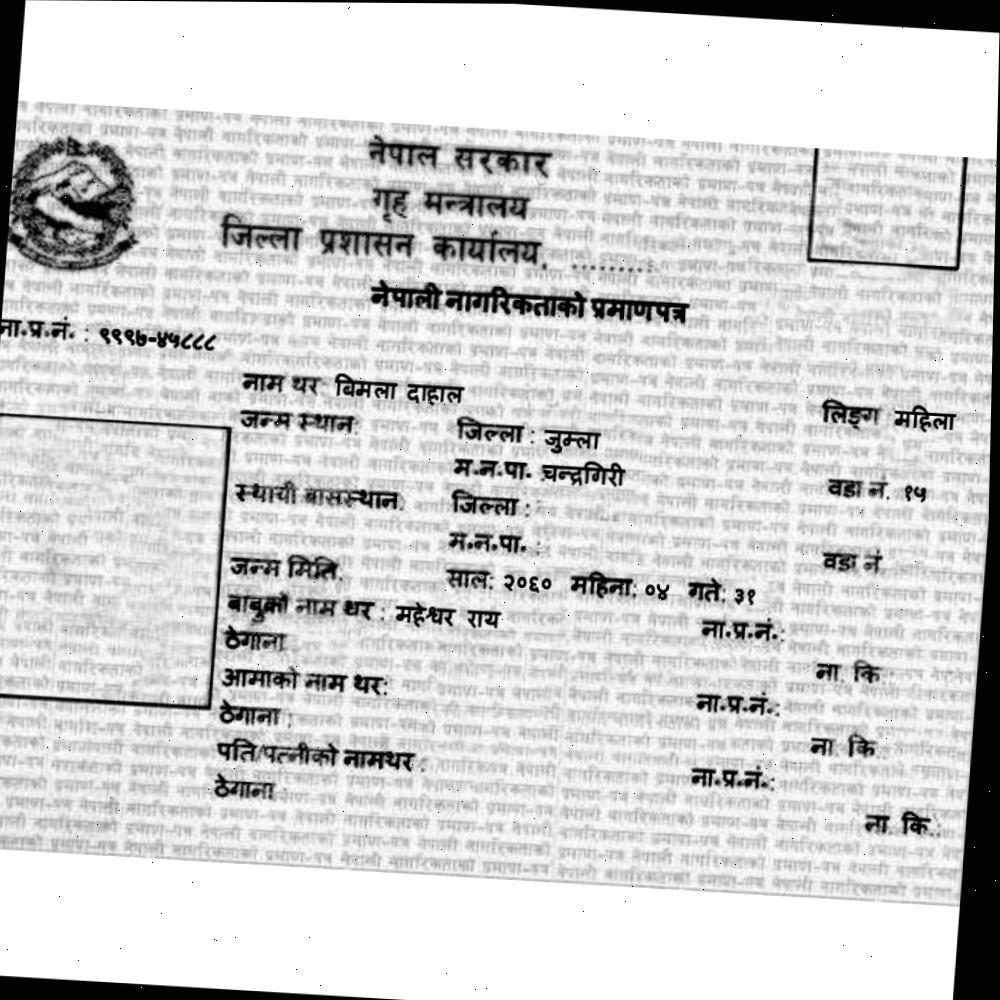 नेपाल सरकार
गृह मन्त्रालय
जिल्ला प्रशासन कार्यालय, .........
नेपाली नागरिकताको प्रमाणपत्र
ना.प्र.नं. : ९९९७-४५८८८
नाम थर: बिमला दाहाल लिङ्ग महिला
जन्म स्थान: जिल्ला : जुम्ला
म.न.पा. चन्द्रगिरी वडा नं. १५
स्थायी बासस्थान: जिल्ला :
म.न.पा. : वडा नं.
जन्म मिति: साल: २०६० महिना: ०४ गते: ३१
बाबुको नाम थर : महेश्वर राय ना.प्र.नं.:
ठेगाना : ना. कि :
आमाको नाम थर: ना.प्र.नं.:
ठेगाना : ना. कि :
पति/पत्नीको नामथर : ना.प्र.नं.:
ठेगाना : ना. कि :